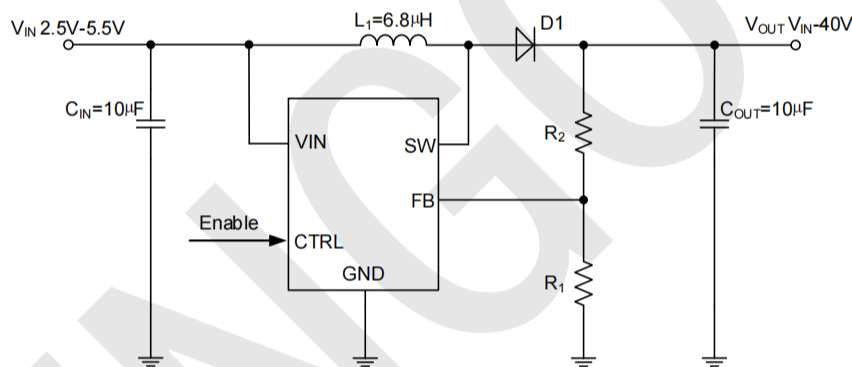 VIN 2.5V-5.5V
L1=6.8μH
D1
VOUT VIN-40V
CIN=10μF
COUT=10μF
VIN
SW
R2
FB
Enable
CTRL
GND
R1